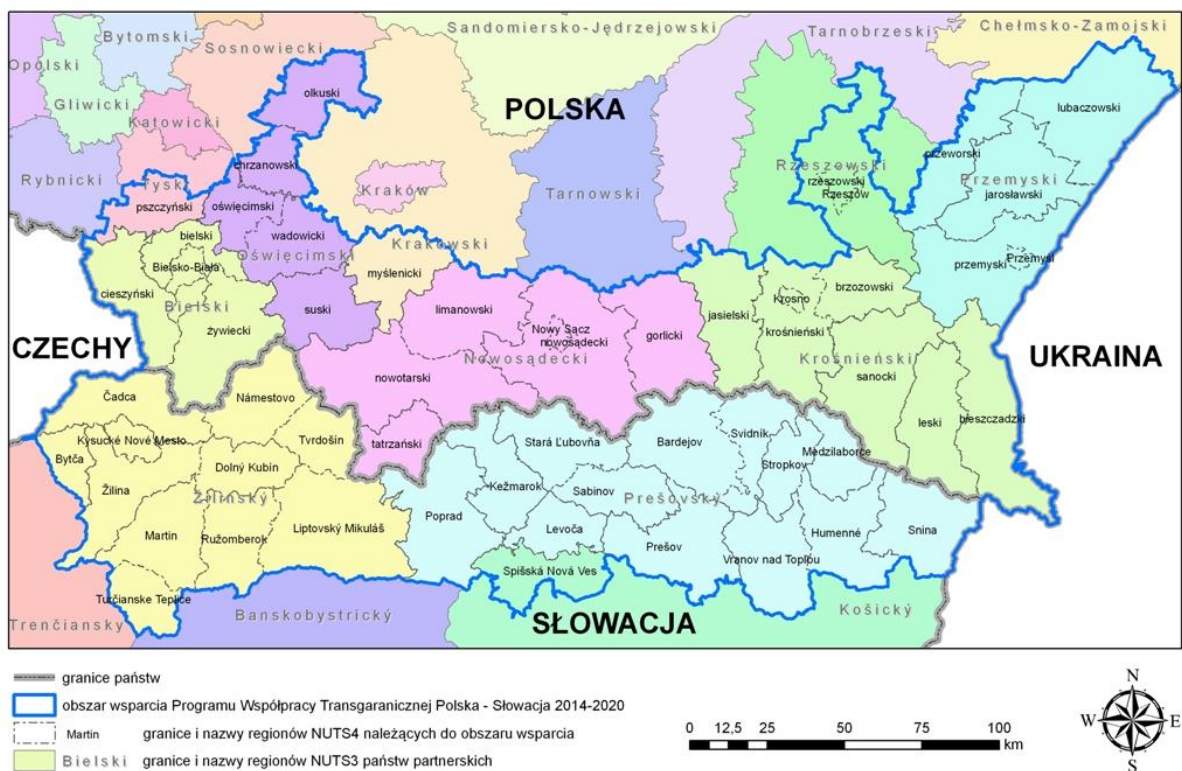 Bytomski
Sosnowiecki
Sandomiersko-Jędrzejowski
Tarnobrzeski
Chełmsko-Zamojski
Opolski
Gliwicki
Katowicki
olkuski
POLSKA
lubaczowski
Rybnicki
Tyski
chrzanowski
Kraków
Tarnowski
Rzeszowski
przeworski
Przemyski
pszczyński
oświęcimski
rzeszowski
Rzeszów
jarosławski
bielski
wadowicki
Oświęcimski
Krakowski
Bielsko-Biała
myślenicki
przemyski
Przemyśl
cieszyński
Bielski
suski
limanowski
Krosno
brzozowski
żywiecki
Nowy Sącz
nowosądecki
gorlicki
jasielski
krośnieński
CZECHY
Nowosądecki
Krośnieński
UKRAINA
nowotarski
sanocki
Čadca
Námestovo
leski
bieszczadzki
Kysucké Nové Mesto
Tvrdošín
tatrzański
Stará Ľubovňa
Bardejov
Svidník
Medzilaborce
Bytča
Dolný Kubín
Stropkov
Žilina
Žilinský
Kežmarok
Sabinov
Prešovský
Poprad
Martin
Ružomberok
Liptovský Mikuláš
Levoča
Prešov
Humenné
Snina
Vranov nad Topľou
Spišská Nová Ves
Turčianske Teplice
Trenčiansky
Banskobystrický
SŁOWACJA
Košický
granice państw
obszar wsparcia Programu Współpracy Transgaranicznej Polska - Słowacja 2014-2020
Martin granice i nazwy regionów NUTS4 należących do obszaru wsparcia
Bielski granice i nazwy regionów NUTS3 państw partnerskich
0 12,5 25 50 75 100
km
N
W E
S